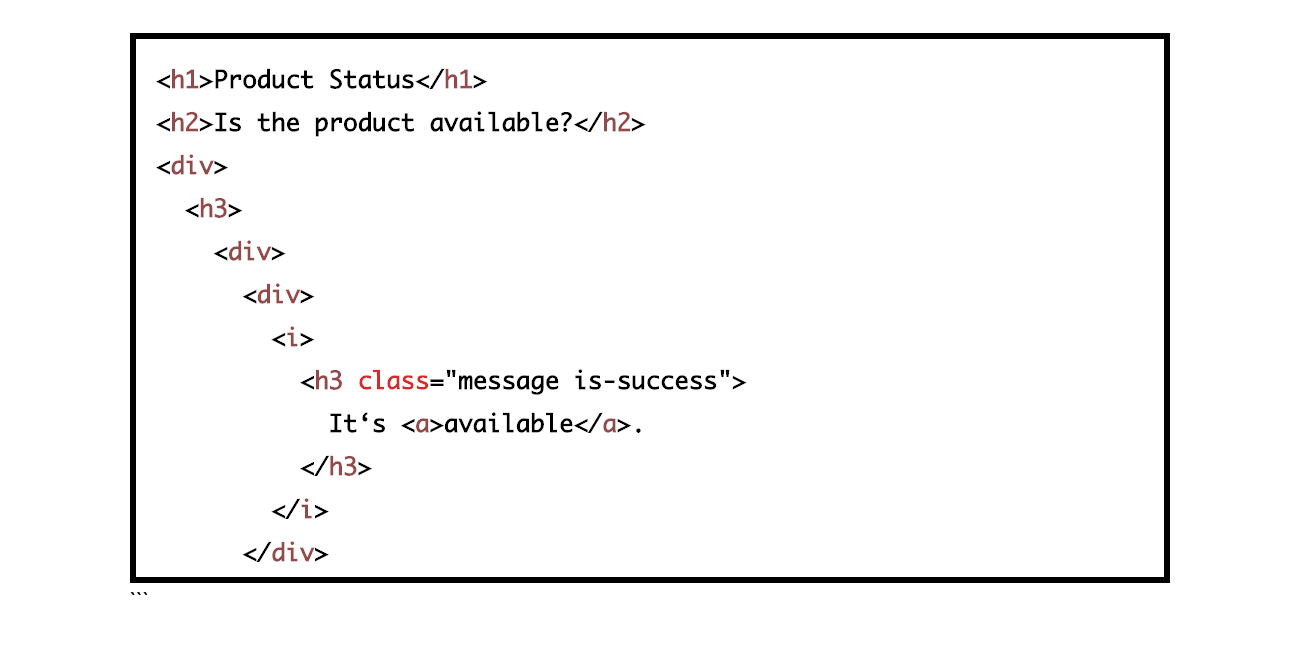 <h1>Product Status</h1>
<h2>Is the product available?</h2>
<div>
  <h3>
    <div>
      <div>
        <i>
          <h3 class="message is-success">
            It‘s <a>available</a>.
          </h3>
        </i>
      </div>
```